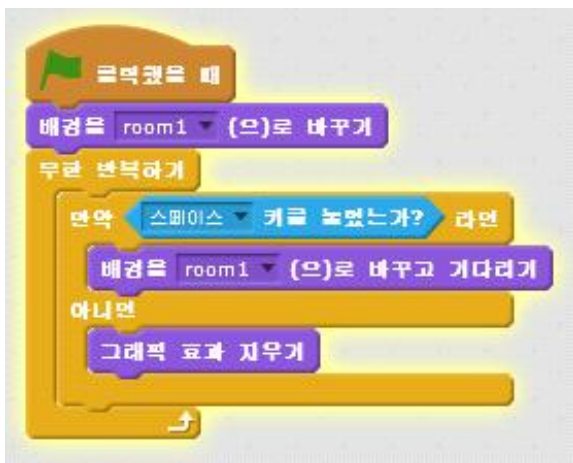 클릭했을 때
배경을 room1 (으)로 바꾸기
무한 반복하기
만약 스페이스 키를 눌렀는가? 라면
배경을 room1 (으)로 바꾸고 기다리기
아니면
그래픽 효과 지우기